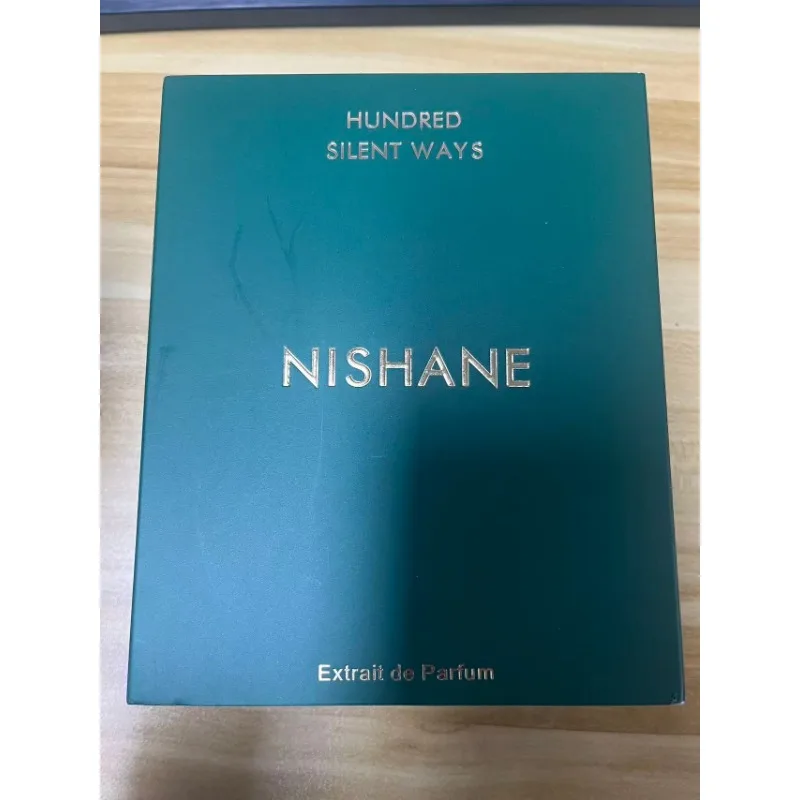 HUNDRED
SILENT WAYS
NISHANE
Extrait de Parfum